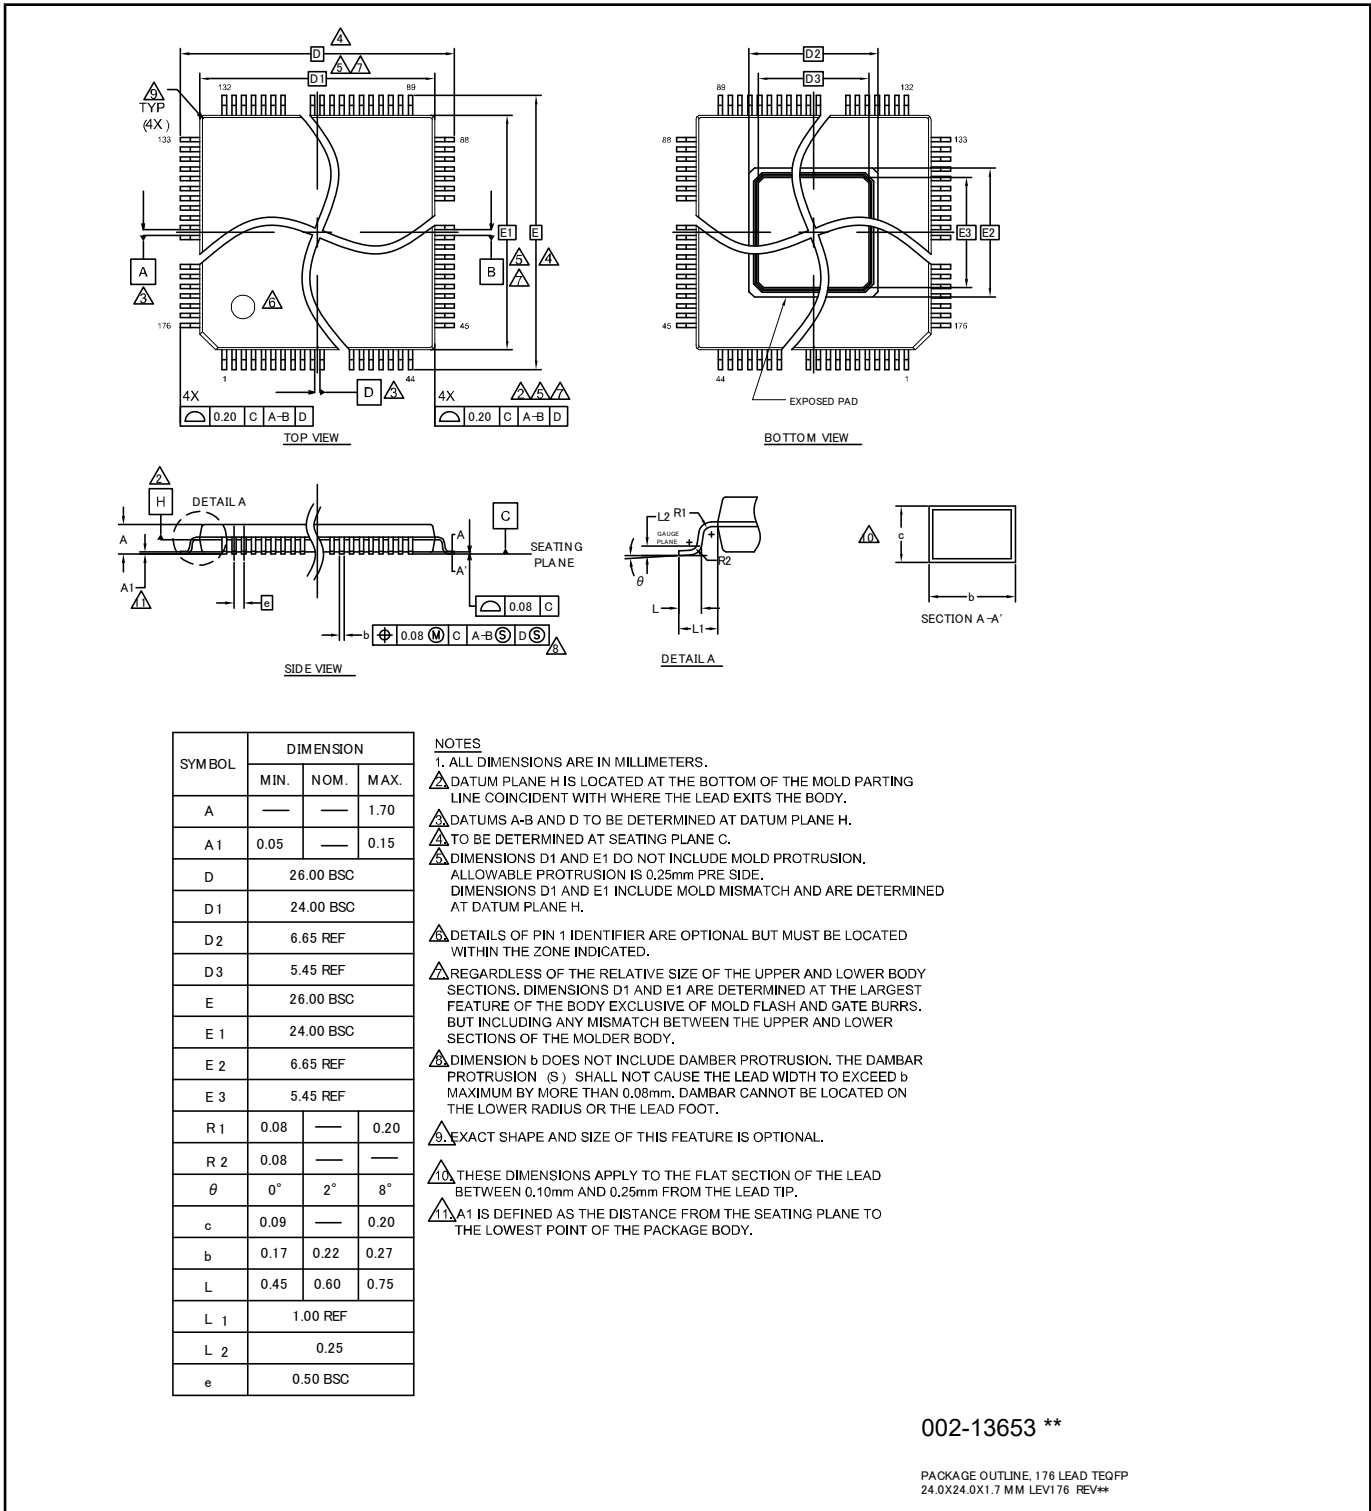 D 4
D1 5 7
132 89
9
TYP
(4X)
133 88
E1 E
A B
3 5 4
7
6
176 45
1 44
4X D 3 4X 2 5 7
0.20 C A-B D
0.20 C A-B D
TOP VIEW
D2
D3
89 132
88 133
E3 E2
45 176
44 1
EXPOSED PAD
BOTTOM VIEW
2
H DETAIL A C
A A
SEATING
PLANE
A'
A1
11
e
0.08 C
b 0.08 M C A-B S D S
8
SIDE VIEW
L2 R1
GAUGE
PLANE
R2
θ
L
L1
DETAIL A
10
c
b
SECTION A-A'
SYMBOL DIMENSION
MIN. NOM. MAX.
A — — 1.70
A1 0.05 — 0.15
D 26.00 BSC
D1 24.00 BSC
D2 6.65 REF
D3 5.45 REF
E 26.00 BSC
E1 24.00 BSC
E2 6.65 REF
E3 5.45 REF
R1 0.08 — 0.20
R2 0.08 — —
θ 0° 2° 8°
c 0.09 — 0.20
b 0.17 0.22 0.27
L 0.45 0.60 0.75
L 1 1.00 REF
L 2 0.25
e 0.50 BSC
NOTES
1. ALL DIMENSIONS ARE IN MILLIMETERS.
2. DATUM PLANE H IS LOCATED AT THE BOTTOM OF THE MOLD PARTING
LINE COINCIDENT WITH WHERE THE LEAD EXITS THE BODY.
3. DATUMS A-B AND D TO BE DETERMINED AT DATUM PLANE H.
4. TO BE DETERMINED AT SEATING PLANE C.
5. DIMENSIONS D1 AND E1 DO NOT INCLUDE MOLD PROTRUSION.
ALLOWABLE PROTRUSION IS 0.25mm PRE SIDE.
DIMENSIONS D1 AND E1 INCLUDE MOLD MISMATCH AND ARE DETERMINED
AT DATUM PLANE H.
6. DETAILS OF PIN 1 IDENTIFIER ARE OPTIONAL BUT MUST BE LOCATED
WITHIN THE ZONE INDICATED.
7. REGARDLESS OF THE RELATIVE SIZE OF THE UPPER AND LOWER BODY
SECTIONS. DIMENSIONS D1 AND E1 ARE DETERMINED AT THE LARGEST
FEATURE OF THE BODY EXCLUSIVE OF MOLD FLASH AND GATE BURRS.
BUT INCLUDING ANY MISMATCH BETWEEN THE UPPER AND LOWER
SECTIONS OF THE MOLDER BODY.
8. DIMENSION b DOES NOT INCLUDE DAMBER PROTRUSION. THE DAMBAR
PROTRUSION (S) SHALL NOT CAUSE THE LEAD WIDTH TO EXCEED b
MAXIMUM BY MORE THAN 0.08mm. DAMBAR CANNOT BE LOCATED ON
THE LOWER RADIUS OR THE LEAD FOOT.
9. EXACT SHAPE AND SIZE OF THIS FEATURE IS OPTIONAL.
10. THESE DIMENSIONS APPLY TO THE FLAT SECTION OF THE LEAD
BETWEEN 0.10mm AND 0.25mm FROM THE LEAD TIP.
11. A1 IS DEFINED AS THE DISTANCE FROM THE SEATING PLANE TO
THE LOWEST POINT OF THE PACKAGE BODY.
002-13653 **
PACKAGE OUTLINE, 176 LEAD TEQFP
24.0X24.0X1.7 MM LEV176 REV**